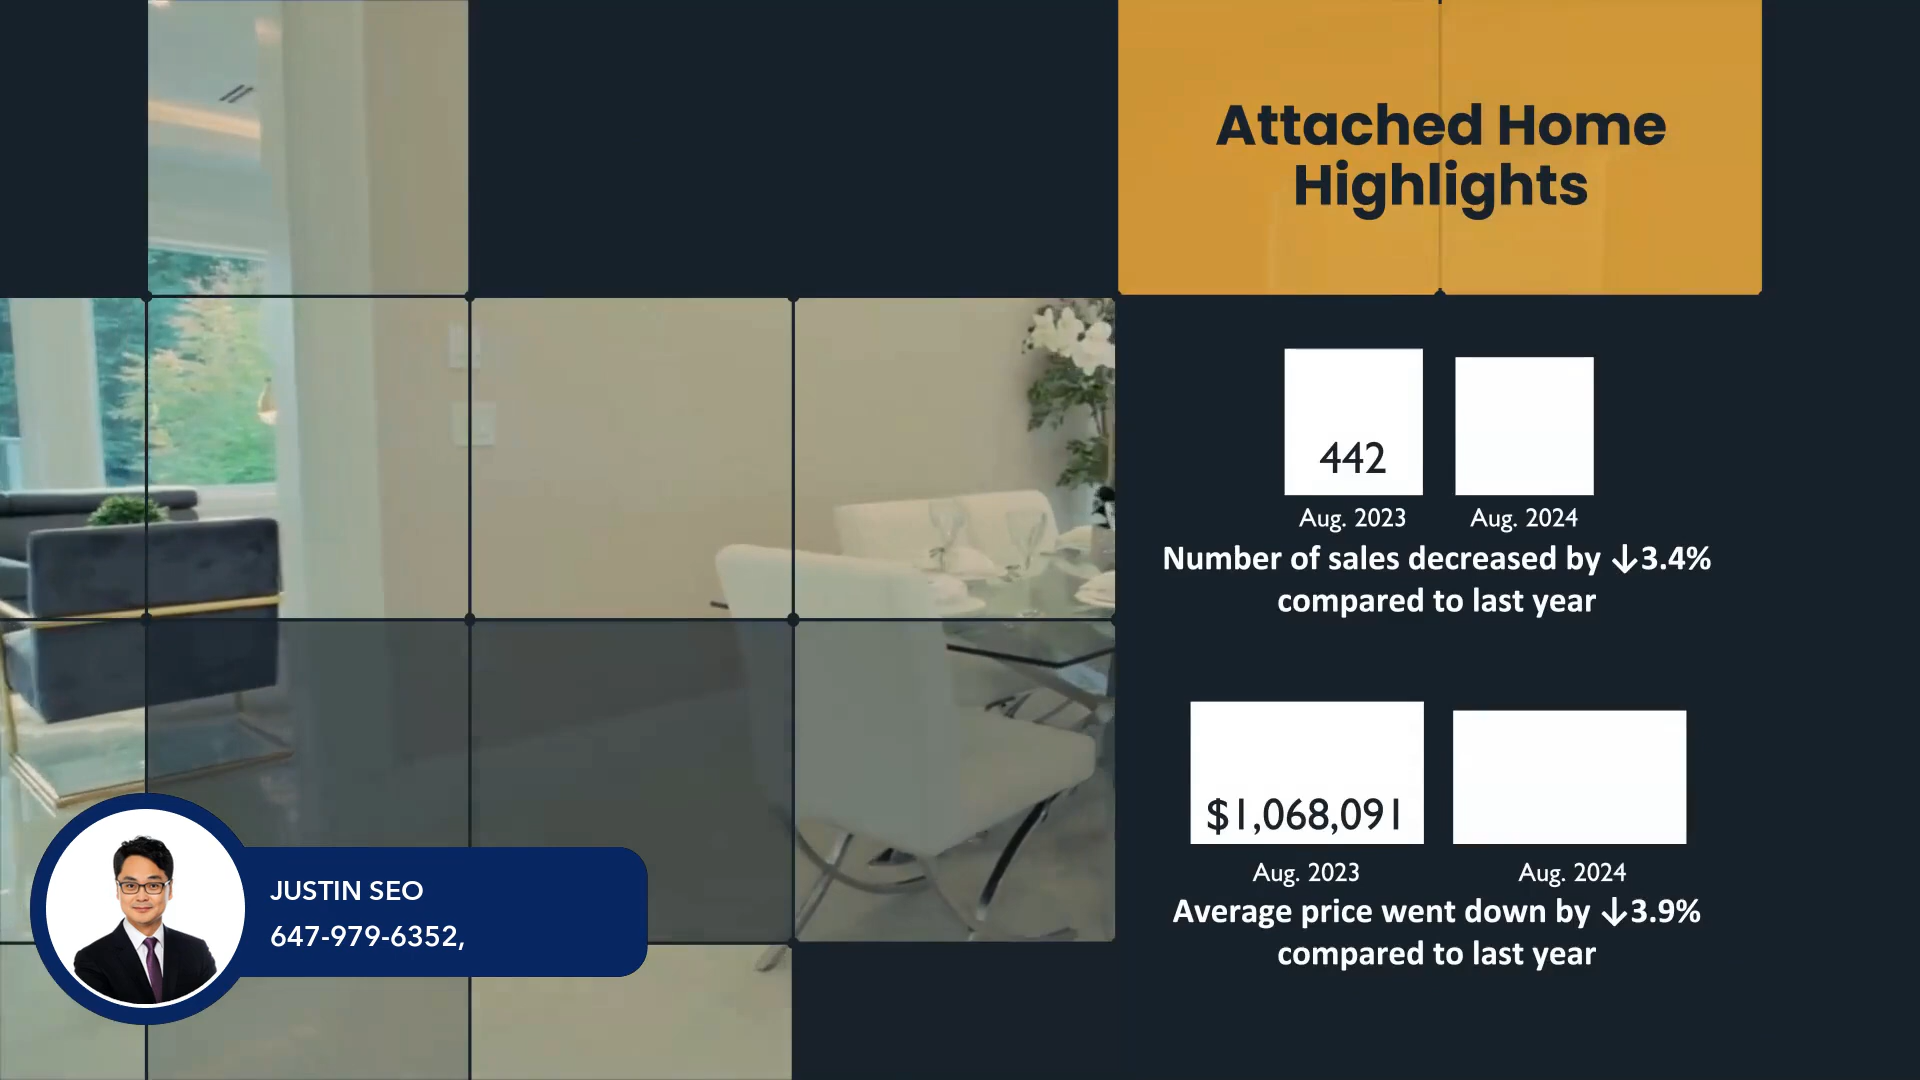 Attached Home
Highlights
442
Aug. 2023
Aug. 2024
Number of sales decreased by ↓3.4%
compared to last year
$1,068,091
Aug. 2023
Aug. 2024
Average price went down by ↓3.9%
compared to last year
JUSTIN SEO
647-979-6352,